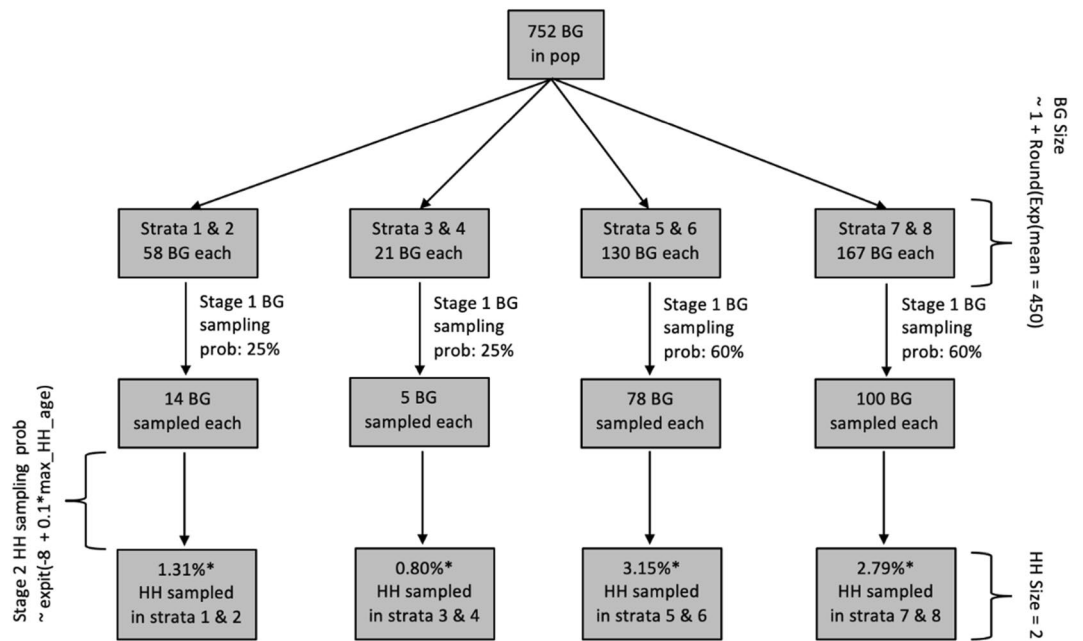 752 BG
in pop
BG Size
~ 1 + Round(Exp(mean = 450)
Strata 1 & 2
58 BG each
Strata 3 & 4
21 BG each
Strata 5 & 6
130 BG each
Strata 7 & 8
167 BG each
Stage 1 BG
sampling
prob: 25%
Stage 1 BG
sampling
prob: 25%
Stage 1 BG
sampling
prob: 60%
Stage 1 BG
sampling
prob: 60%
14 BG
sampled each
5 BG
sampled each
78 BG
sampled each
100 BG
sampled each
Stage 2 HH sampling prob
~ expit(-8 + 0.1*max_HH_age)
1.31%*
HH sampled
in strata 1 & 2
0.80%*
HH sampled
in strata 3 & 4
3.15%*
HH sampled
in strata 5 & 6
2.79%*
HH sampled
in strata 7 & 8
HH Size = 2